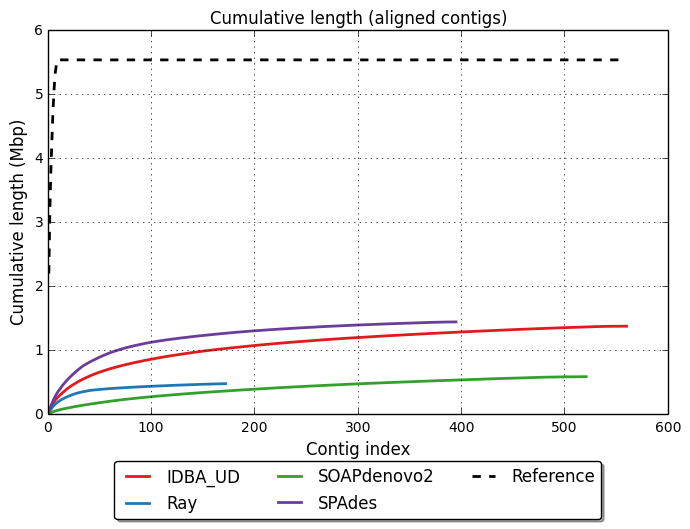 Cumulative length (aligned contigs)
6
5
4
3
2
1
0
Cumulative length (Mbp)
0 100 200 300 400 500 600
Contig index
IDBA_UD SOAPdenovo2 Reference
Ray SPAdes